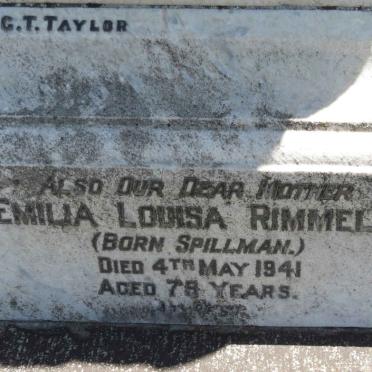 G.T. TAYLOR
ALSO OUR DEAR MOTHER
EMILIA LOUISA RIMMEL
(BORN SPILLMAN.)
DIED 4TH MAY 1941
AGED 78 YEARS.